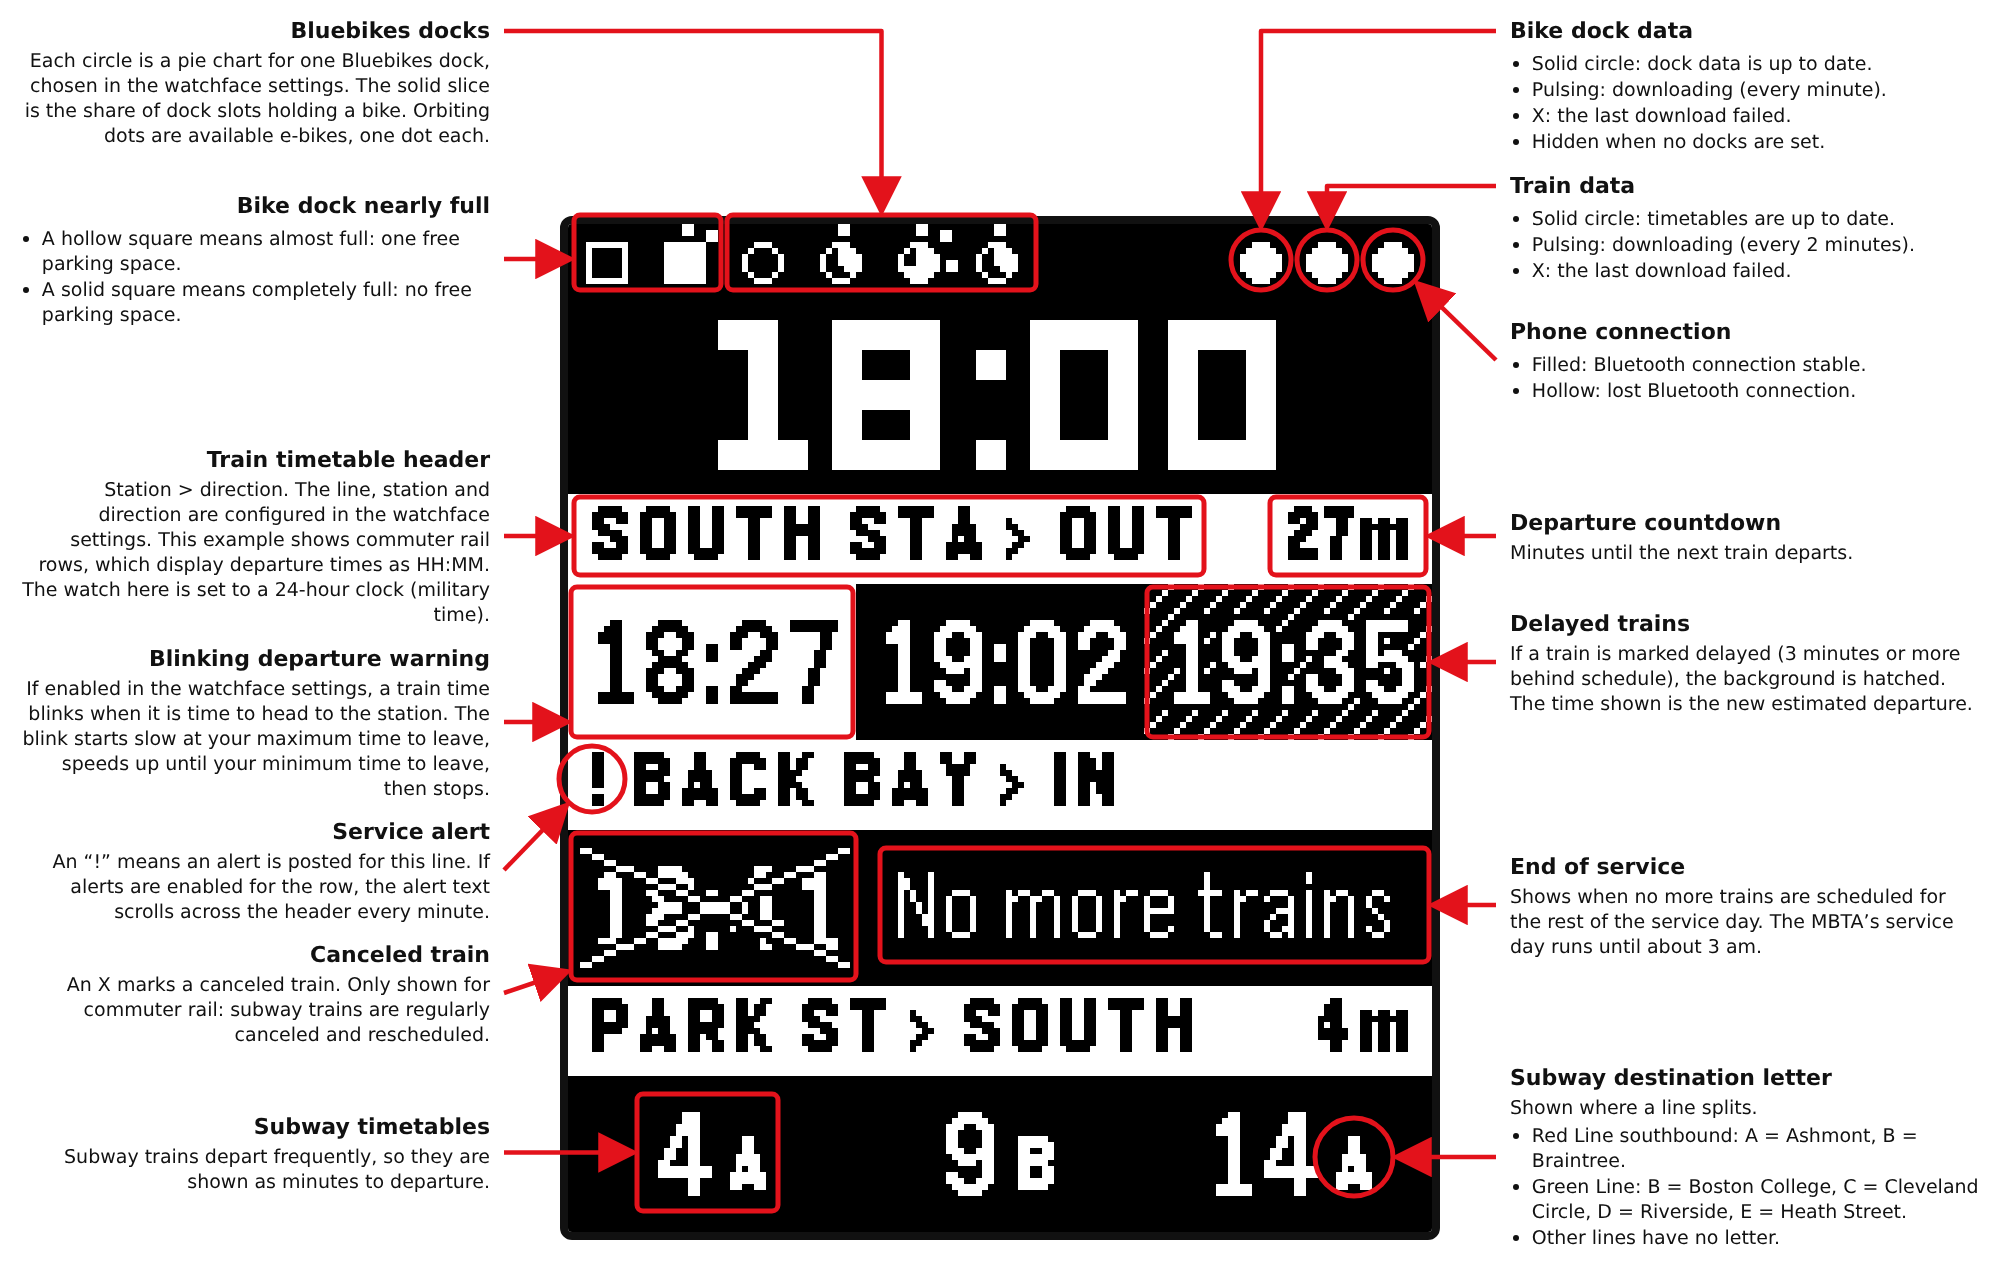 Bluebikes docks
Each circle is a pie chart for one Bluebikes dock,
chosen in the watchface settings. The solid slice
is the share of dock slots holding a bike. Orbiting
dots are available e-bikes, one dot each.
Bike dock nearly full
• A hollow square means almost full: one free
parking space.
• A solid square means completely full: no free
parking space.
Train timetable header
Station > direction. The line, station and
direction are configured in the watchface
settings. This example shows commuter rail
rows, which display departure times as HH:MM.
The watch here is set to a 24-hour clock (military
time).
Blinking departure warning
If enabled in the watchface settings, a train time
blinks when it is time to head to the station. The
blink starts slow at your maximum time to leave,
speeds up until your minimum time to leave,
then stops.
Service alert
An “!” means an alert is posted for this line. If
alerts are enabled for the row, the alert text
scrolls across the header every minute.
Canceled train
An X marks a canceled train. Only shown for
commuter rail: subway trains are regularly
canceled and rescheduled.
Subway timetables
Subway trains depart frequently, so they are
shown as minutes to departure.
18:00
SOUTH STA > OUT 27m
18:27 19:02 19:35
! BACK BAY > IN
No more trains
PARK ST > SOUTH 4m
4 A 9 B 14 A
Bike dock data
• Solid circle: dock data is up to date.
• Pulsing: downloading (every minute).
• X: the last download failed.
• Hidden when no docks are set.
Train data
• Solid circle: timetables are up to date.
• Pulsing: downloading (every 2 minutes).
• X: the last download failed.
Phone connection
• Filled: Bluetooth connection stable.
• Hollow: lost Bluetooth connection.
Departure countdown
Minutes until the next train departs.
Delayed trains
If a train is marked delayed (3 minutes or more
behind schedule), the background is hatched.
The time shown is the new estimated departure.
End of service
Shows when no more trains are scheduled for
the rest of the service day. The MBTA’s service
day runs until about 3 am.
Subway destination letter
Shown where a line splits.
• Red Line southbound: A = Ashmont, B =
Braintree.
• Green Line: B = Boston College, C = Cleveland
Circle, D = Riverside, E = Heath Street.
• Other lines have no letter.